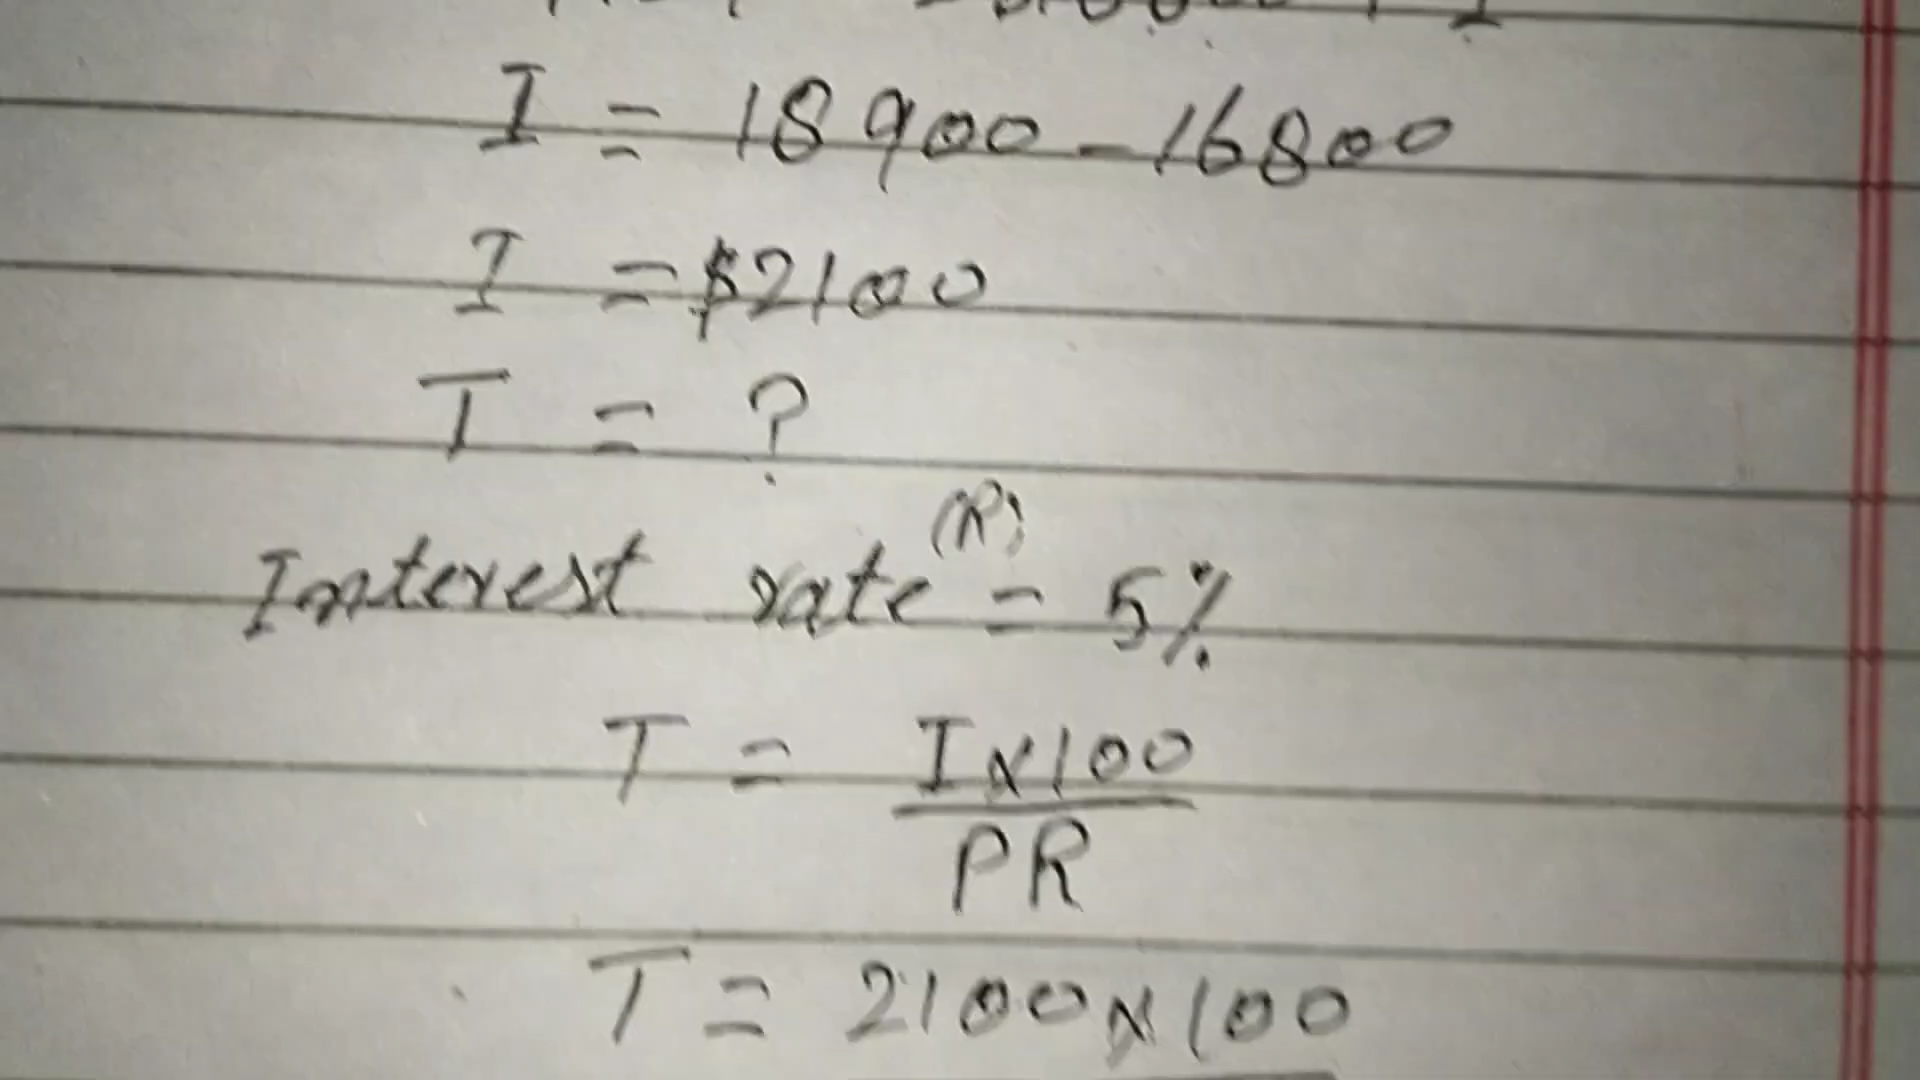 I = 18900 - 16800
I = $2100
T = ?
Interest rate (R) = 5%
T = I×100
PR
T = 2100×100